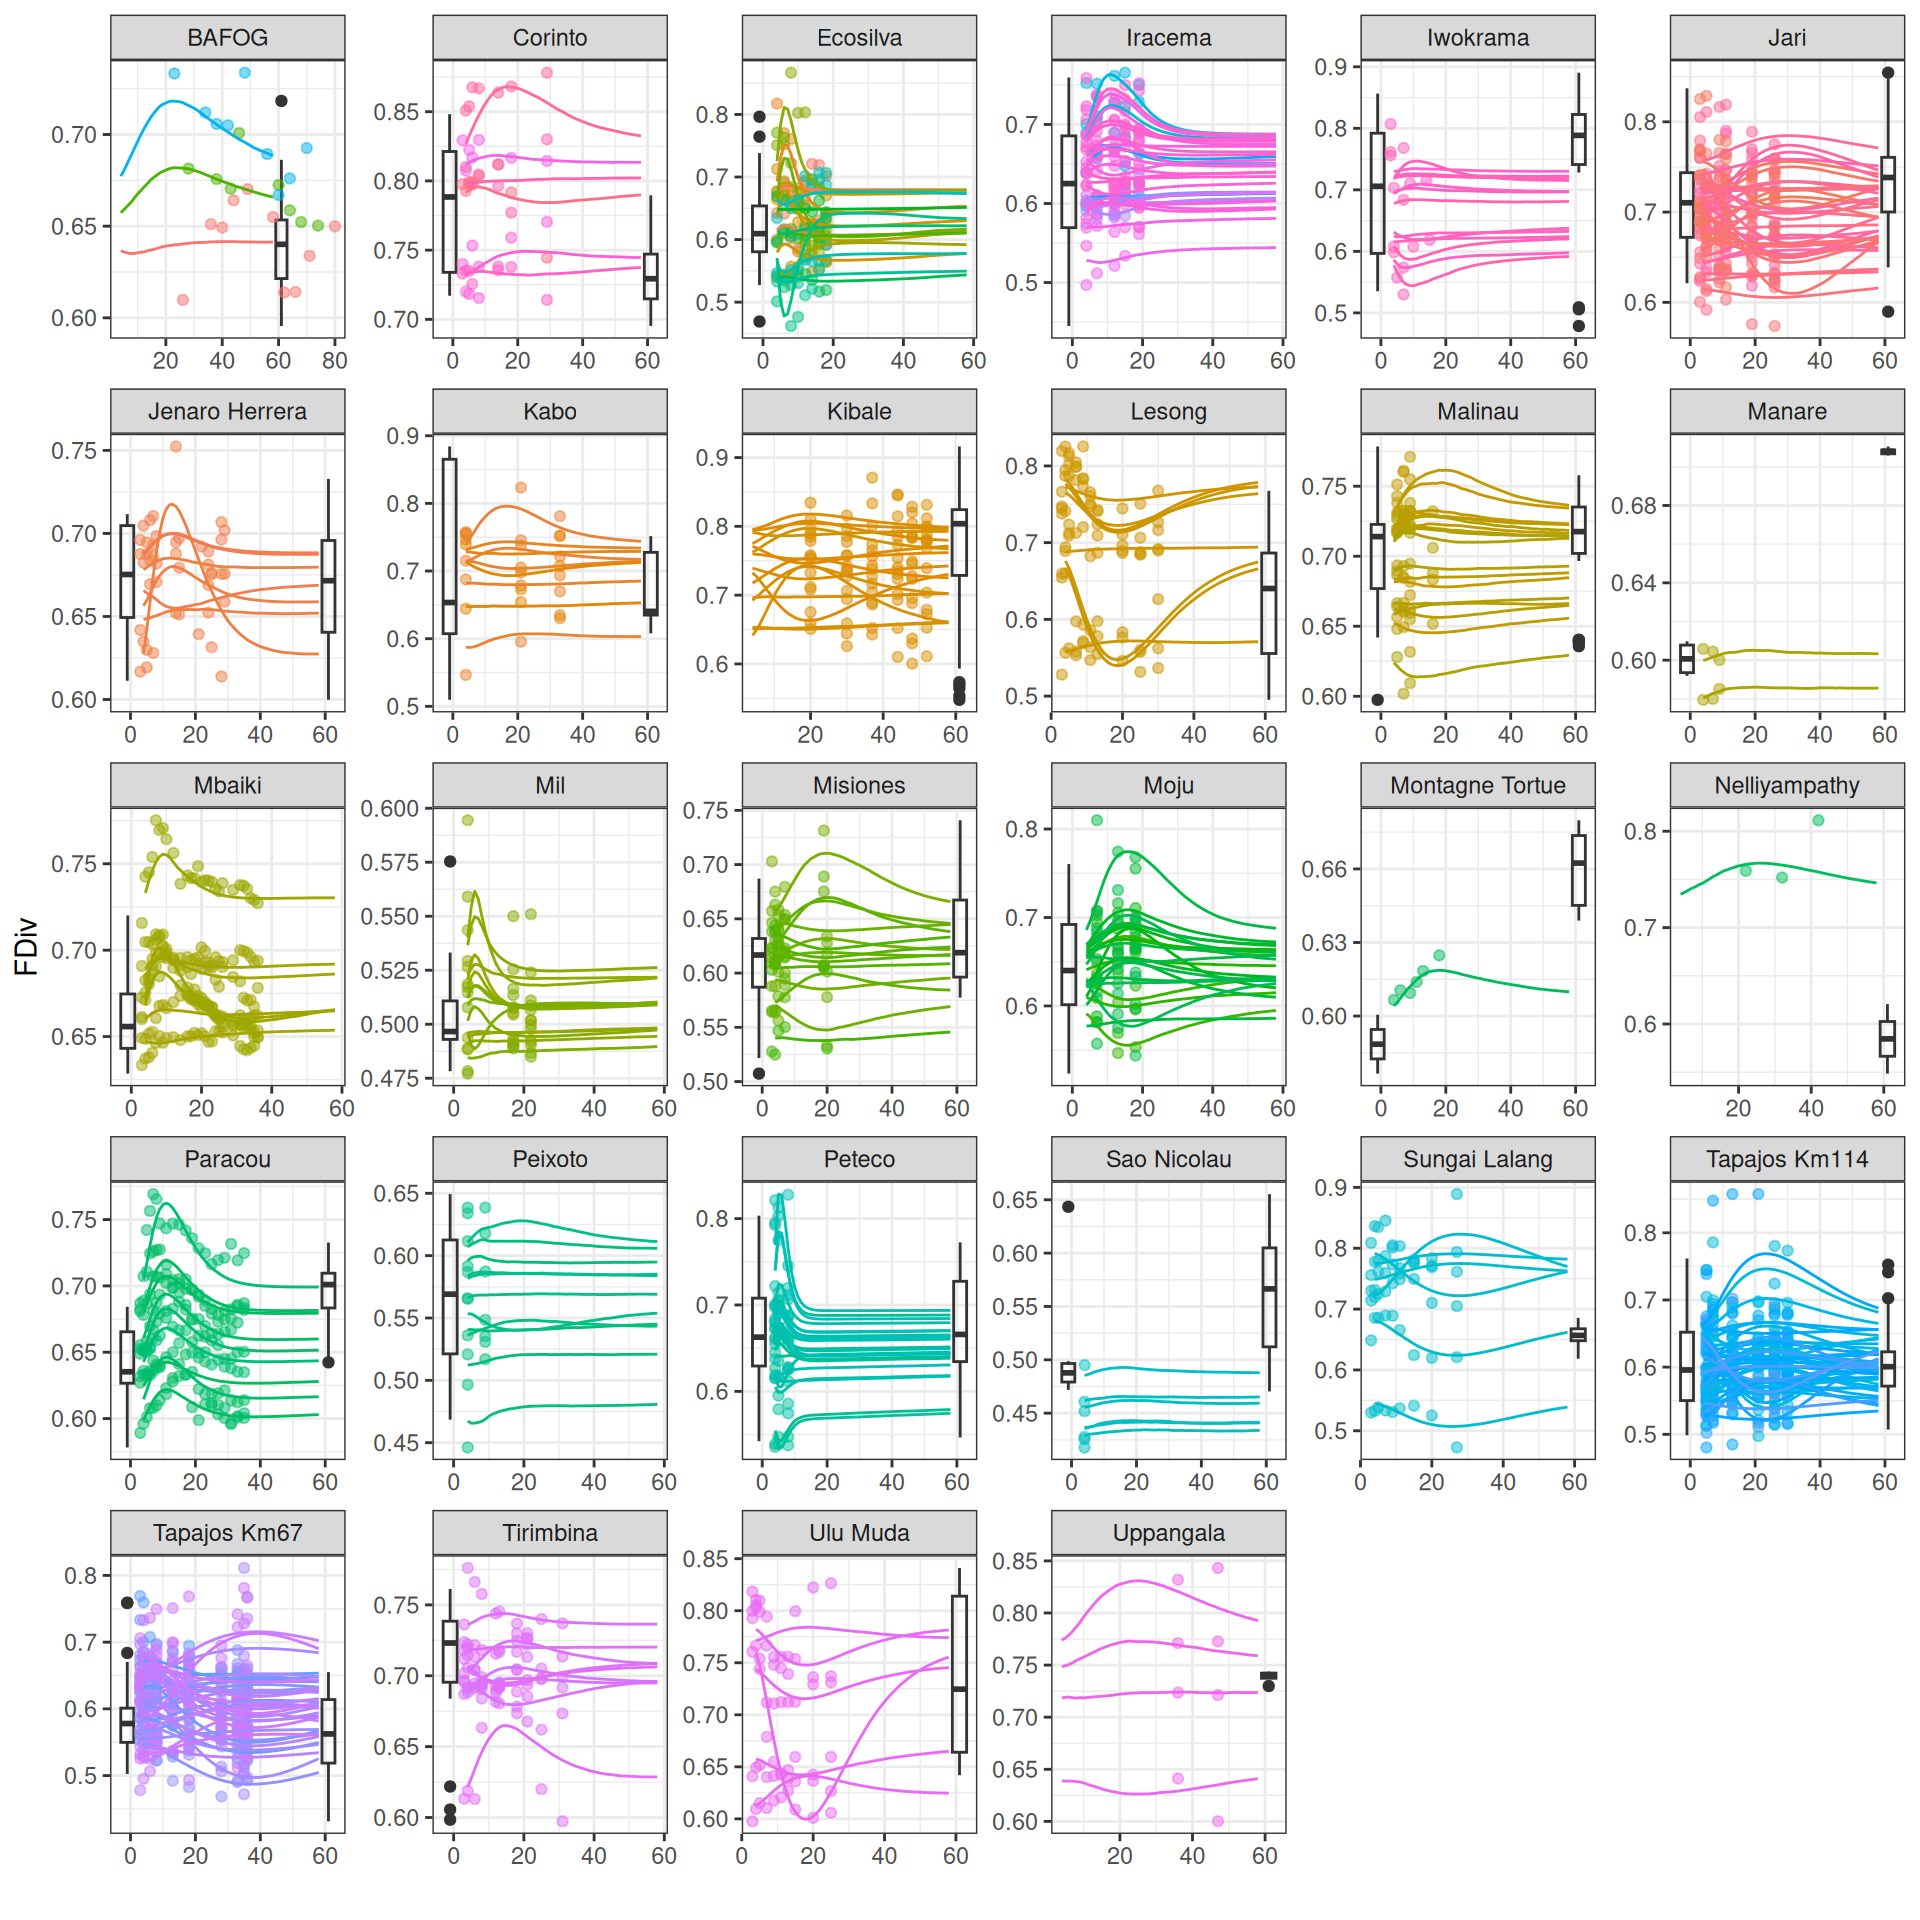 BAFOG Corinto Ecosilva Iracema Iwokrama Jari
0.70 0.65 0.60
20 40 60 80
0.85 0.80 0.75 0.70
0 20 40 60
0.8 0.7 0.6 0.5
0 20 40 60
0.7 0.6 0.5
0 20 40 60
0.9 0.8 0.7 0.6 0.5
0 20 40 60
0.8 0.7 0.6
0 20 40 60
Jenaro Herrera Kabo Kibale Lesong Malinau Manare
0.75 0.70 0.65 0.60
0 20 40 60
0.9 0.8 0.7 0.6 0.5
0 20 40 60
0.9 0.8 0.7 0.6
20 40 60
0.8 0.7 0.6 0.5
0 20 40 60
0.75 0.70 0.65 0.60
0 20 40 60
0.68 0.64 0.60
0 20 40 60
FDiv
Mbaiki Mil Misiones Moju Montagne Tortue Nelliyampathy
0.75 0.70 0.65
0 20 40 60
0.600 0.575 0.550 0.525 0.500 0.475
0 20 40 60
0.75 0.70 0.65 0.60 0.55 0.50
0 20 40 60
0.8 0.7 0.6
0 20 40 60
0.66 0.63 0.60
0 20 40 60
0.8 0.7 0.6
20 40 60
Paracou Peixoto Peteco Sao Nicolau Sungai Lalang Tapajos Km114
0.75 0.70 0.65 0.60
0 20 40 60
0.65 0.60 0.55 0.50 0.45
0 20 40 60
0.8 0.7 0.6
0 20 40 60
0.65 0.60 0.55 0.50 0.45
0 20 40 60
0.9 0.8 0.7 0.6 0.5
0 20 40 60
0.8 0.7 0.6 0.5
0 20 40 60
Tapajos Km67 Tirimbina Ulu Muda Uppangala
0.8 0.7 0.6 0.5
0 20 40 60
0.75 0.70 0.65 0.60
0 20 40 60
0.85 0.80 0.75 0.70 0.65 0.60
0 20 40 60
0.85 0.80 0.75 0.70 0.65 0.60
20 40 60